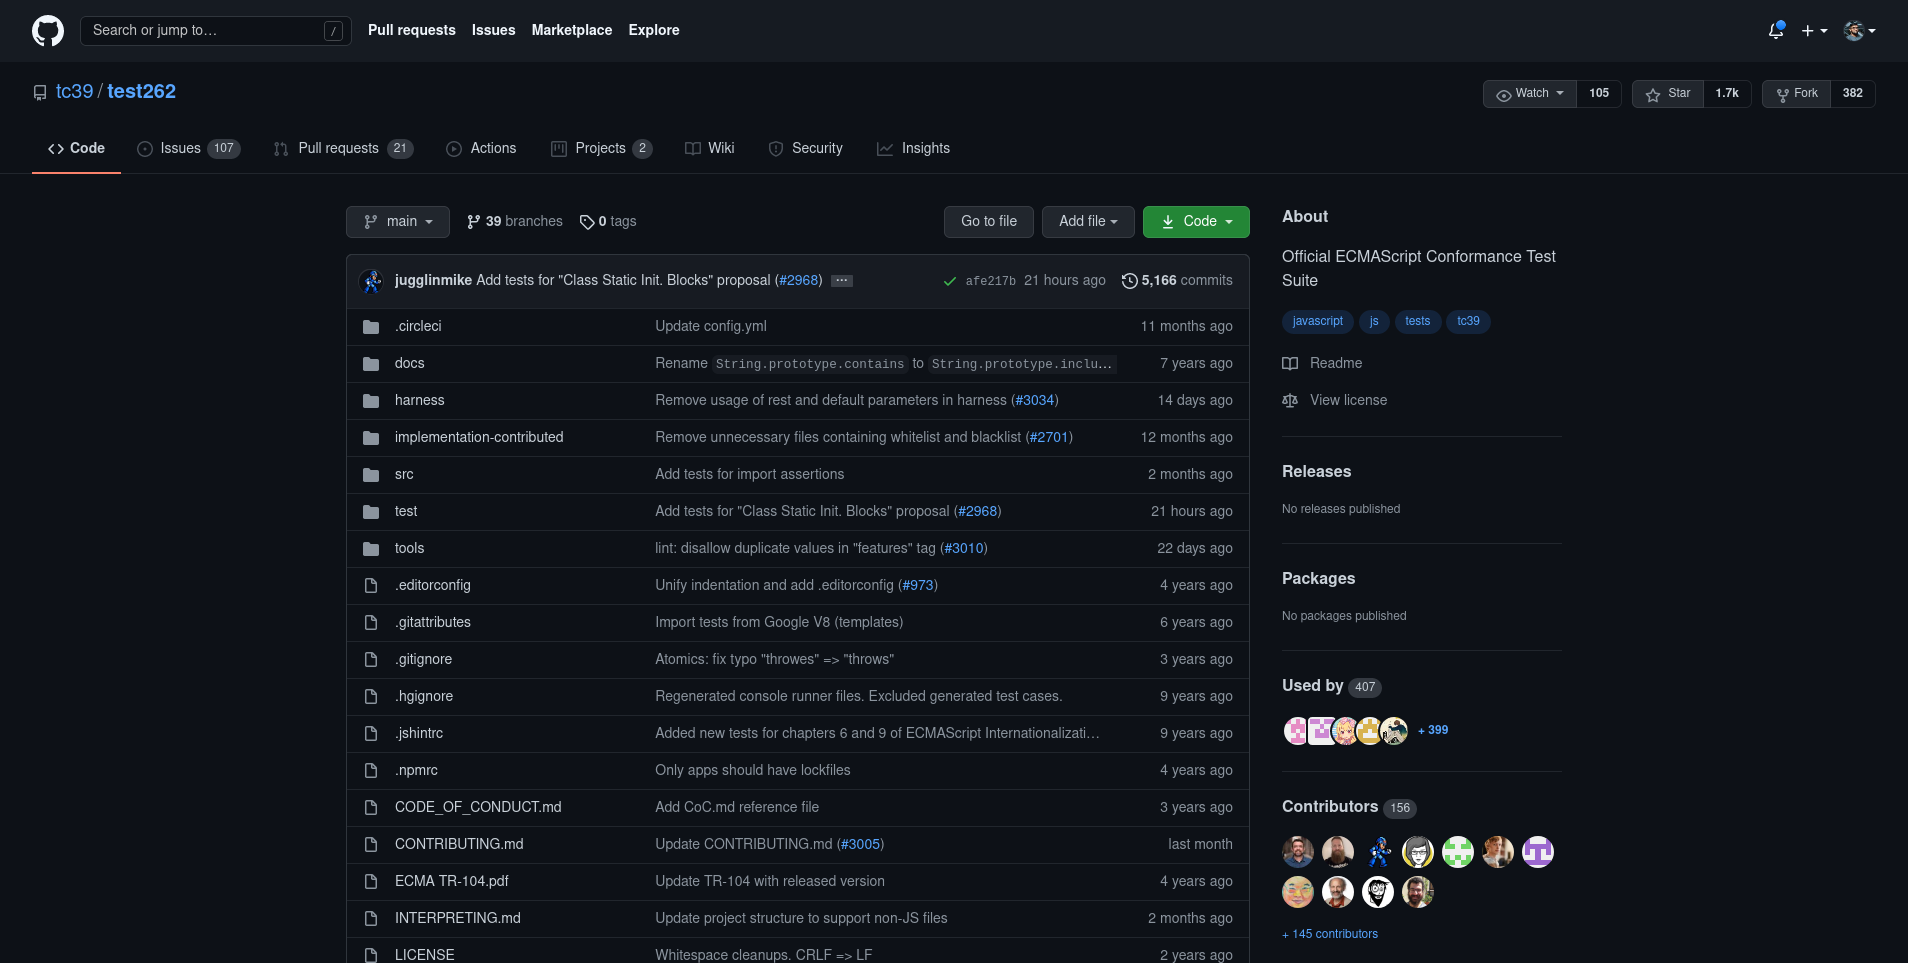 Search or jump to… /
Pull requests Issues Marketplace Explore
tc39 / test262
Watch 105 Star 1.7k Fork 382
Code Issues 107 Pull requests 21 Actions Projects 2 Wiki Security Insights
main 39 branches 0 tags Go to file Add file Code
jugglinmike Add tests for "Class Static Init. Blocks" proposal (#2968) … afe217b 21 hours ago 5,166 commits
.circleci Update config.yml 11 months ago
docs Rename String.prototype.contains to String.prototype.inclu… 7 years ago
harness Remove usage of rest and default parameters in harness (#3034) 14 days ago
implementation-contributed Remove unnecessary files containing whitelist and blacklist (#2701) 12 months ago
src Add tests for import assertions 2 months ago
test Add tests for "Class Static Init. Blocks" proposal (#2968) 21 hours ago
tools lint: disallow duplicate values in "features" tag (#3010) 22 days ago
.editorconfig Unify indentation and add .editorconfig (#973) 4 years ago
.gitattributes Import tests from Google V8 (templates) 6 years ago
.gitignore Atomics: fix typo "throwes" => "throws" 3 years ago
.hgignore Regenerated console runner files. Excluded generated test cases. 9 years ago
.jshintrc Added new tests for chapters 6 and 9 of ECMAScript Internationalizati… 9 years ago
.npmrc Only apps should have lockfiles 4 years ago
CODE_OF_CONDUCT.md Add CoC.md reference file 3 years ago
CONTRIBUTING.md Update CONTRIBUTING.md (#3005) last month
ECMA TR-104.pdf Update TR-104 with released version 4 years ago
INTERPRETING.md Update project structure to support non-JS files 2 months ago
LICENSE Whitespace cleanups. CRLF => LF 2 years ago
About
Official ECMAScript Conformance Test
Suite
javascript js tests tc39
Readme
View license
Releases
No releases published
Packages
No packages published
Used by 407
+ 399
Contributors 156
+ 145 contributors